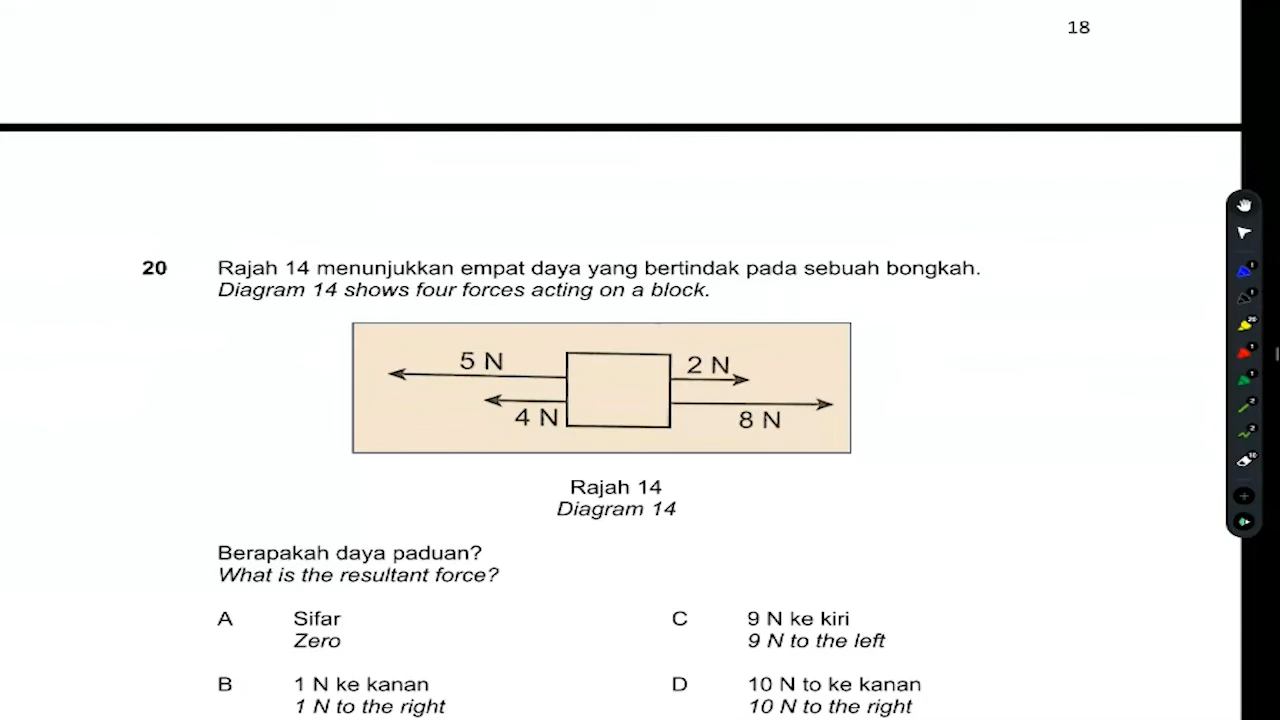 18
20 Rajah 14 menunjukkan empat daya yang bertindak pada sebuah bongkah.
Diagram 14 shows four forces acting on a block.
5 N
2 N
4 N
8 N
Rajah 14
Diagram 14
Berapakah daya paduan?
What is the resultant force?
A Sifar
Zero
C 9 N ke kiri
9 N to the left
B 1 N ke kanan
1 N to the right
D 10 N to ke kanan
10 N to the right